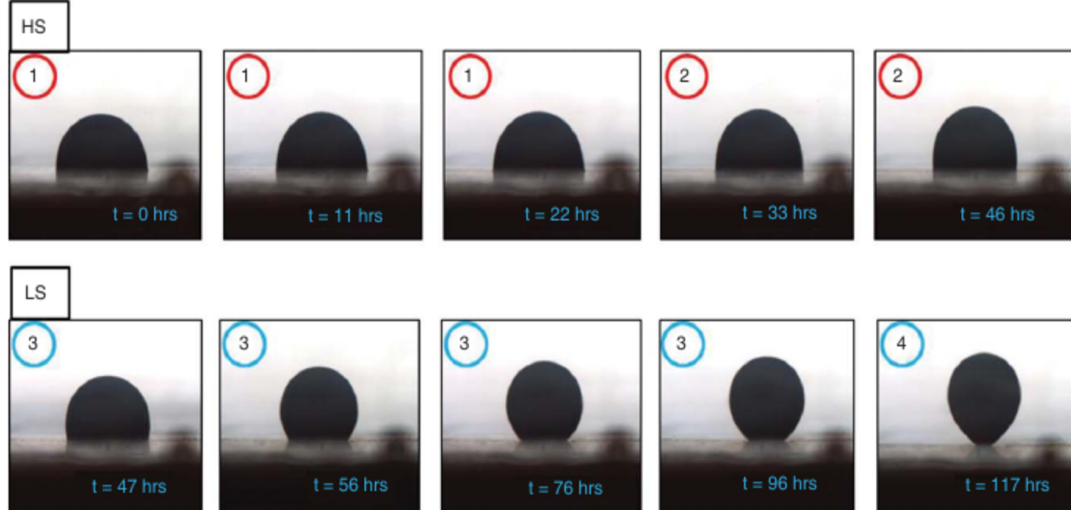 HS
1 1 1 2 2
t = 0 hrs t = 11 hrs t = 22 hrs t = 33 hrs t = 46 hrs
LS
3 3 3 3 4
t = 47 hrs t = 56 hrs t = 76 hrs t = 96 hrs t = 117 hrs